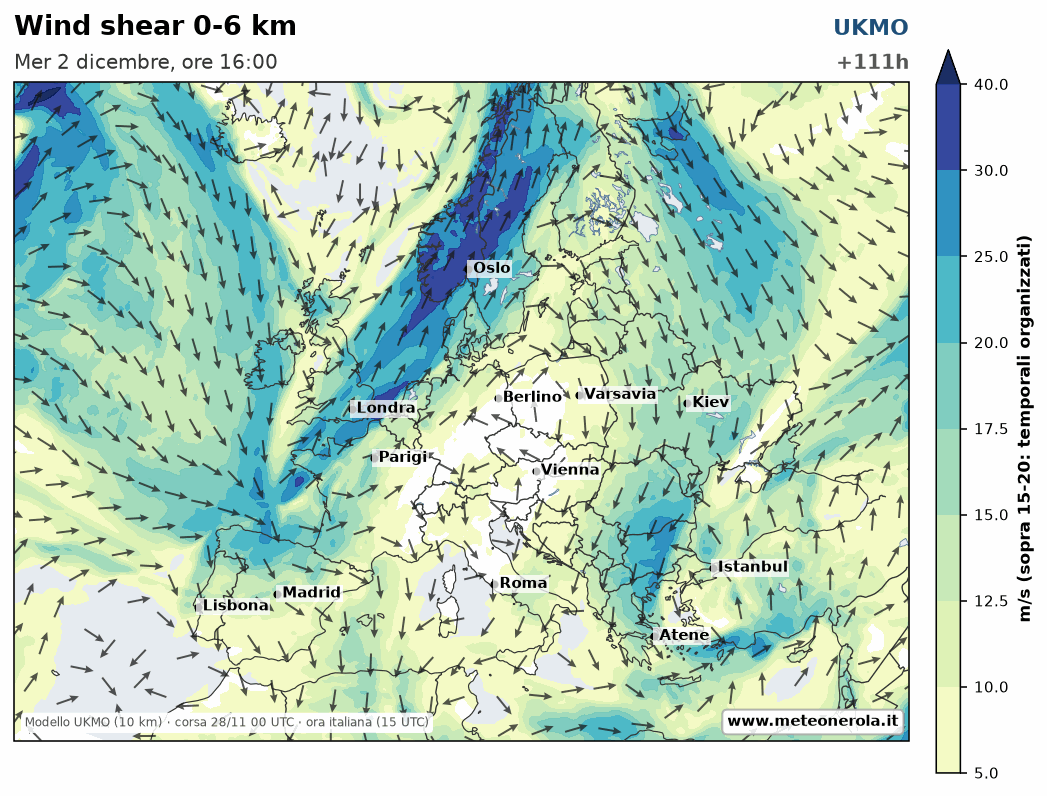 Wind shear 0-6 km
UKMO
Mer 2 dicembre, ore 16:00
+111h
40.0
30.0
25.0
20.0
17.5
15.0
12.5
10.0
5.0
m/s (sopra 15-20: temporali organizzati)
Oslo
Londra
Berlino
Varsavia
Kiev
Parigi
Vienna
Istanbul
Roma
Madrid
Lisbona
Atene
Modello UKMO (10 km) · corsa 28/11 00 UTC · ora italiana (15 UTC)
www.meteonerola.it